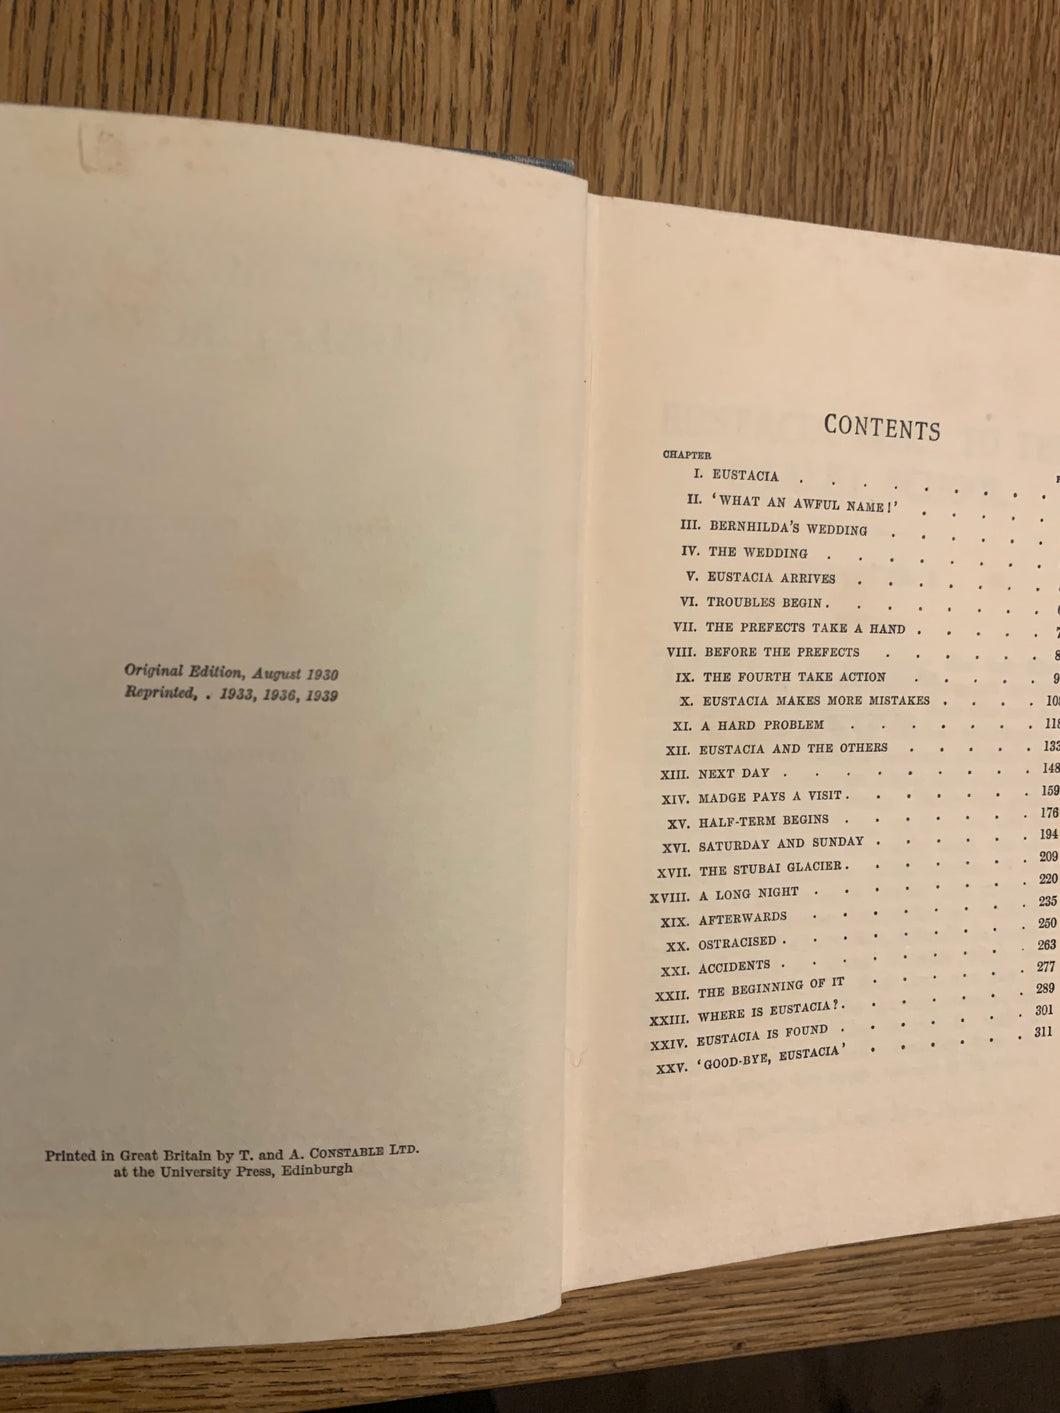 Original Edition, August 1930
Reprinted, . 1933, 1936, 1939
Printed in Great Britain by T. and A. CONSTABLE LTD.
at the University Press, Edinburgh
CONTENTS
CHAPTER
I. EUSTACIA . . . . . . . . .
II. 'WHAT AN AWFUL NAME!' . . . . .
III. BERNHILDA'S WEDDING . . . . . .
IV. THE WEDDING . . . . . . . .
V. EUSTACIA ARRIVES . . . . . . .
VI. TROUBLES BEGIN . . . . . . . .
VII. THE PREFECTS TAKE A HAND . . . . . 7
VIII. BEFORE THE PREFECTS . . . . . . 8
IX. THE FOURTH TAKE ACTION . . . . . 9
X. EUSTACIA MAKES MORE MISTAKES . . . . 10
XI. A HARD PROBLEM . . . . . . . 118
XII. EUSTACIA AND THE OTHERS . . . . . 133
XIII. NEXT DAY . . . . . . . . . 148
XIV. MADGE PAYS A VISIT . . . . . . . 159
XV. HALF-TERM BEGINS . . . . . . . 176
XVI. SATURDAY AND SUNDAY . . . . . . 194
XVII. THE STUBAI GLACIER . . . . . . . 209
XVIII. A LONG NIGHT . . . . . . . . 220
XIX. AFTERWARDS . . . . . . . . 235
XX. OSTRACISED . . . . . . . . . 250
XXI. ACCIDENTS . . . . . . . . . 263
XXII. THE BEGINNING OF IT . . . . . . 277
XXIII. WHERE IS EUSTACIA? . . . . . . . 289
XXIV. EUSTACIA IS FOUND . . . . . . . 301
XXV. 'GOOD-BYE, EUSTACIA' . . . . . . 311